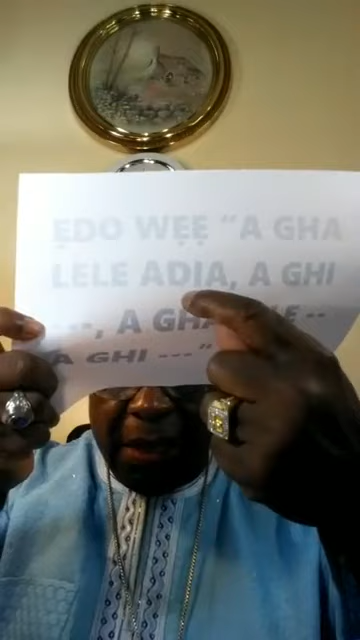 ẸDO WẸẸ “A GHA
LELE ADIA, A GHI
---, A GHA --
A GHI ---”